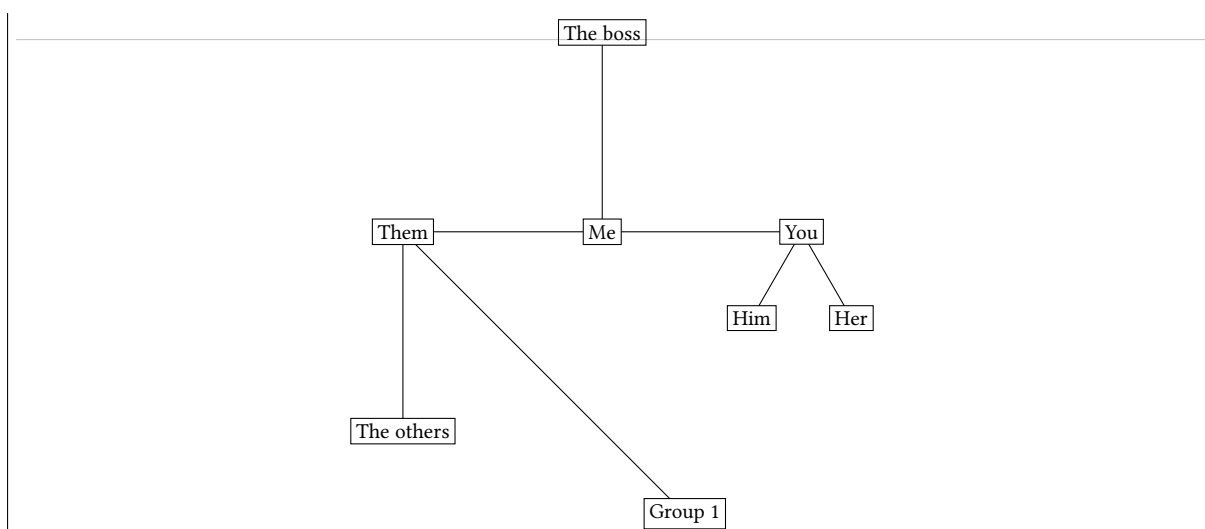 The boss
Them
Me
You
Him
Her
The others
Group 1